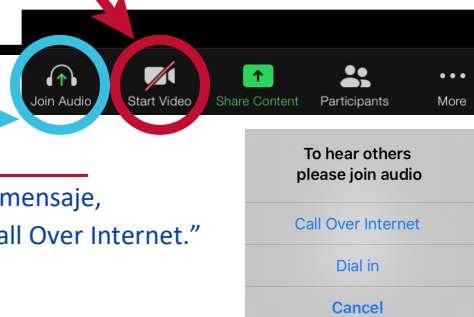 Join Audio Start Video Share Content Participants More
To hear others
please join audio
mensaje,
Call Over Internet
all Over Internet.”
Dial in
Cancel